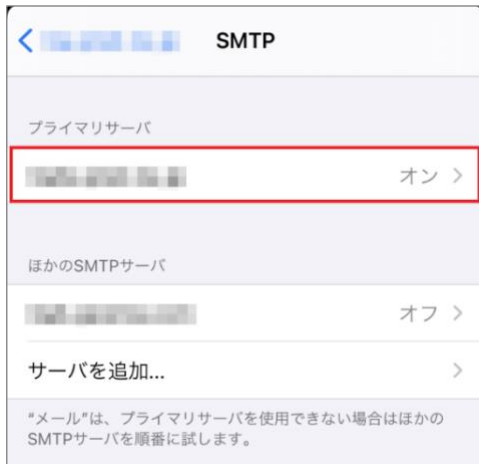 SMTP
プライマリサーバ
オン
ほかのSMTPサーバ
オフ
サーバを追加...
“メール”は、プライマリサーバを使用できない場合はほかの
SMTPサーバを順番に試します。